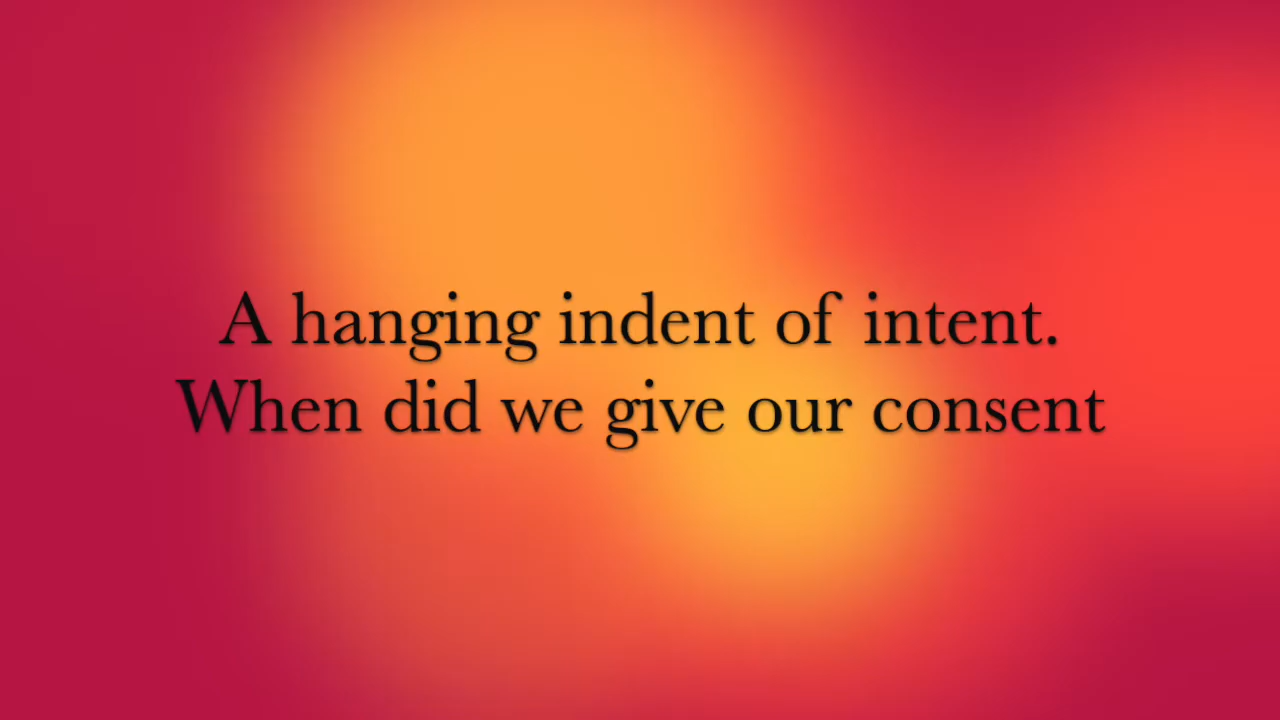 A hanging indent of intent.
When did we give our consent